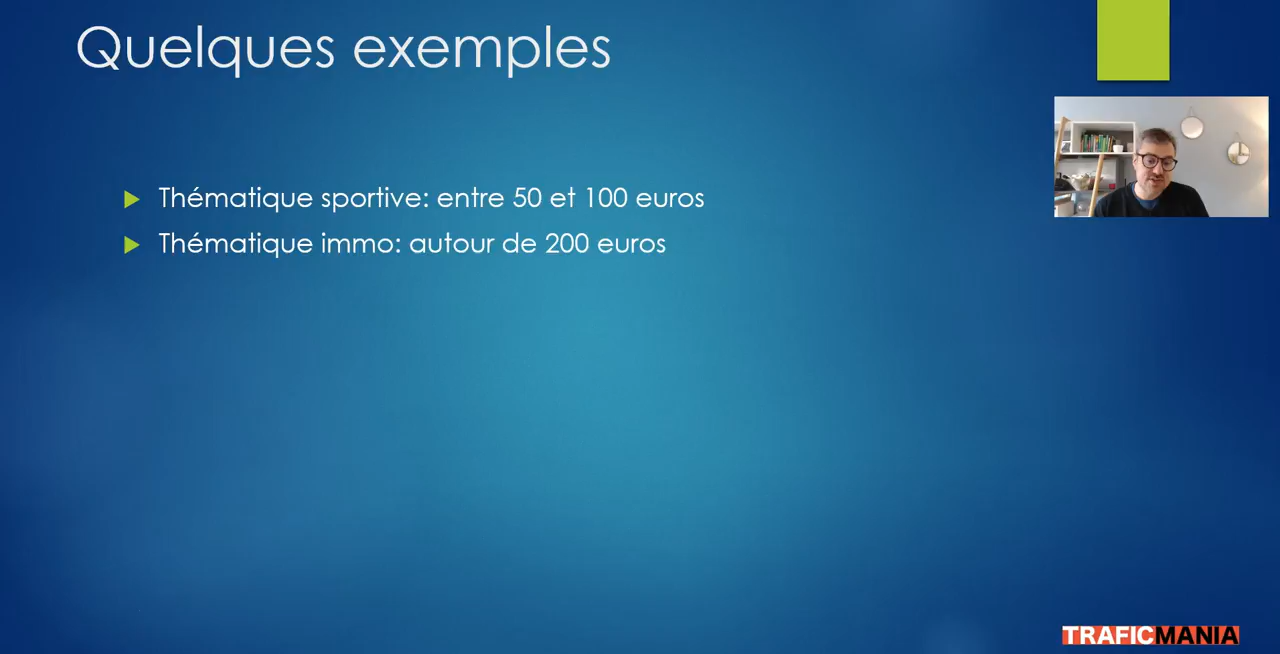 Quelques exemples
Thématique sportive: entre 50 et 100 euros
Thématique immo: autour de 200 euros
TRAFICMANIA